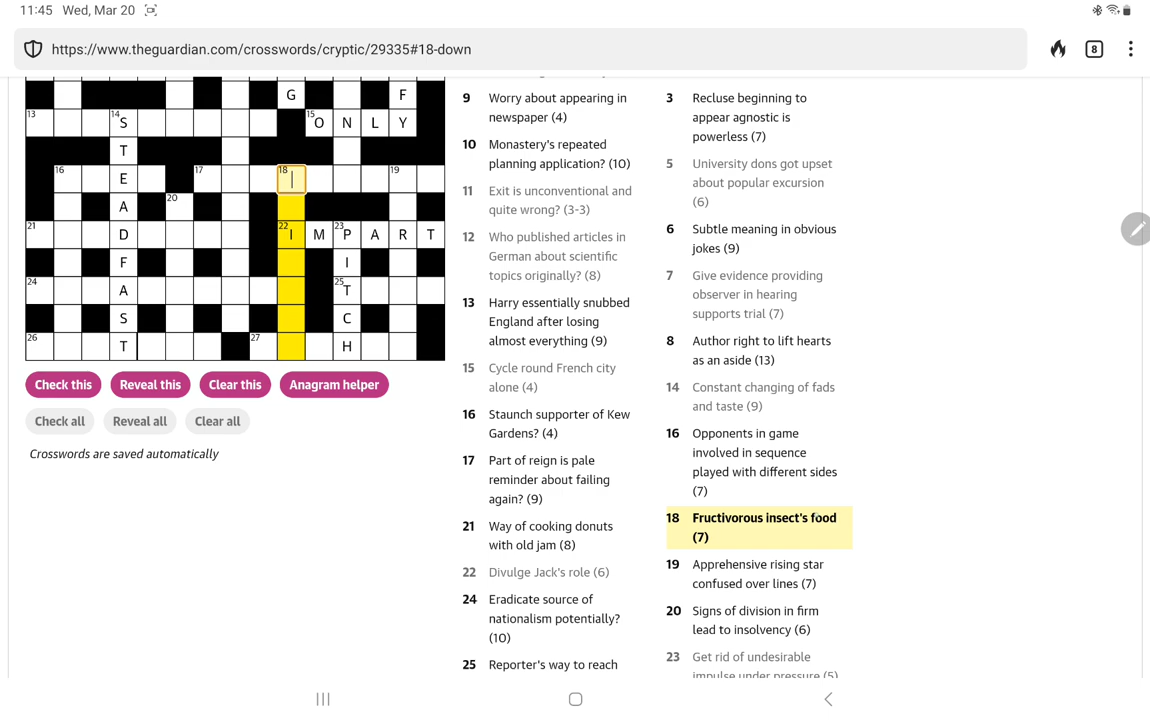 11:45 Wed, Mar 20
https://www.theguardian.com/crosswords/cryptic/29335#18-down
8
G F
13 14 S 15 O N L Y
T
16 E 17 18 19
A 20
21 D 22 I M 23 P A R T
F I
24 A 25 T
S C
26 T 27 H
Check this Reveal this Clear this Anagram helper
Check all Reveal all Clear all
Crosswords are saved automatically
9 Worry about appearing in
newspaper (4)
10 Monastery's repeated
planning application? (10)
11 Exit is unconventional and
quite wrong? (3-3)
12 Who published articles in
German about scientific
topics originally? (8)
13 Harry essentially snubbed
England after losing
almost everything (9)
15 Cycle round French city
alone (4)
16 Staunch supporter of Kew
Gardens? (4)
17 Part of reign is pale
reminder about failing
again? (9)
21 Way of cooking donuts
with old jam (8)
22 Divulge Jack's role (6)
24 Eradicate source of
nationalism potentially?
(10)
25 Reporter's way to reach
3 Recluse beginning to
appear agnostic is
powerless (7)
5 University dons got upset
about popular excursion
(6)
6 Subtle meaning in obvious
jokes (9)
7 Give evidence providing
observer in hearing
supports trial (7)
8 Author right to lift hearts
as an aside (13)
14 Constant changing of fads
and taste (9)
16 Opponents in game
involved in sequence
played with different sides
(7)
18 Fructivorous insect's food
(7)
19 Apprehensive rising star
confused over lines (7)
20 Signs of division in firm
lead to insolvency (6)
23 Get rid of undesirable
impulse under pressure (5)